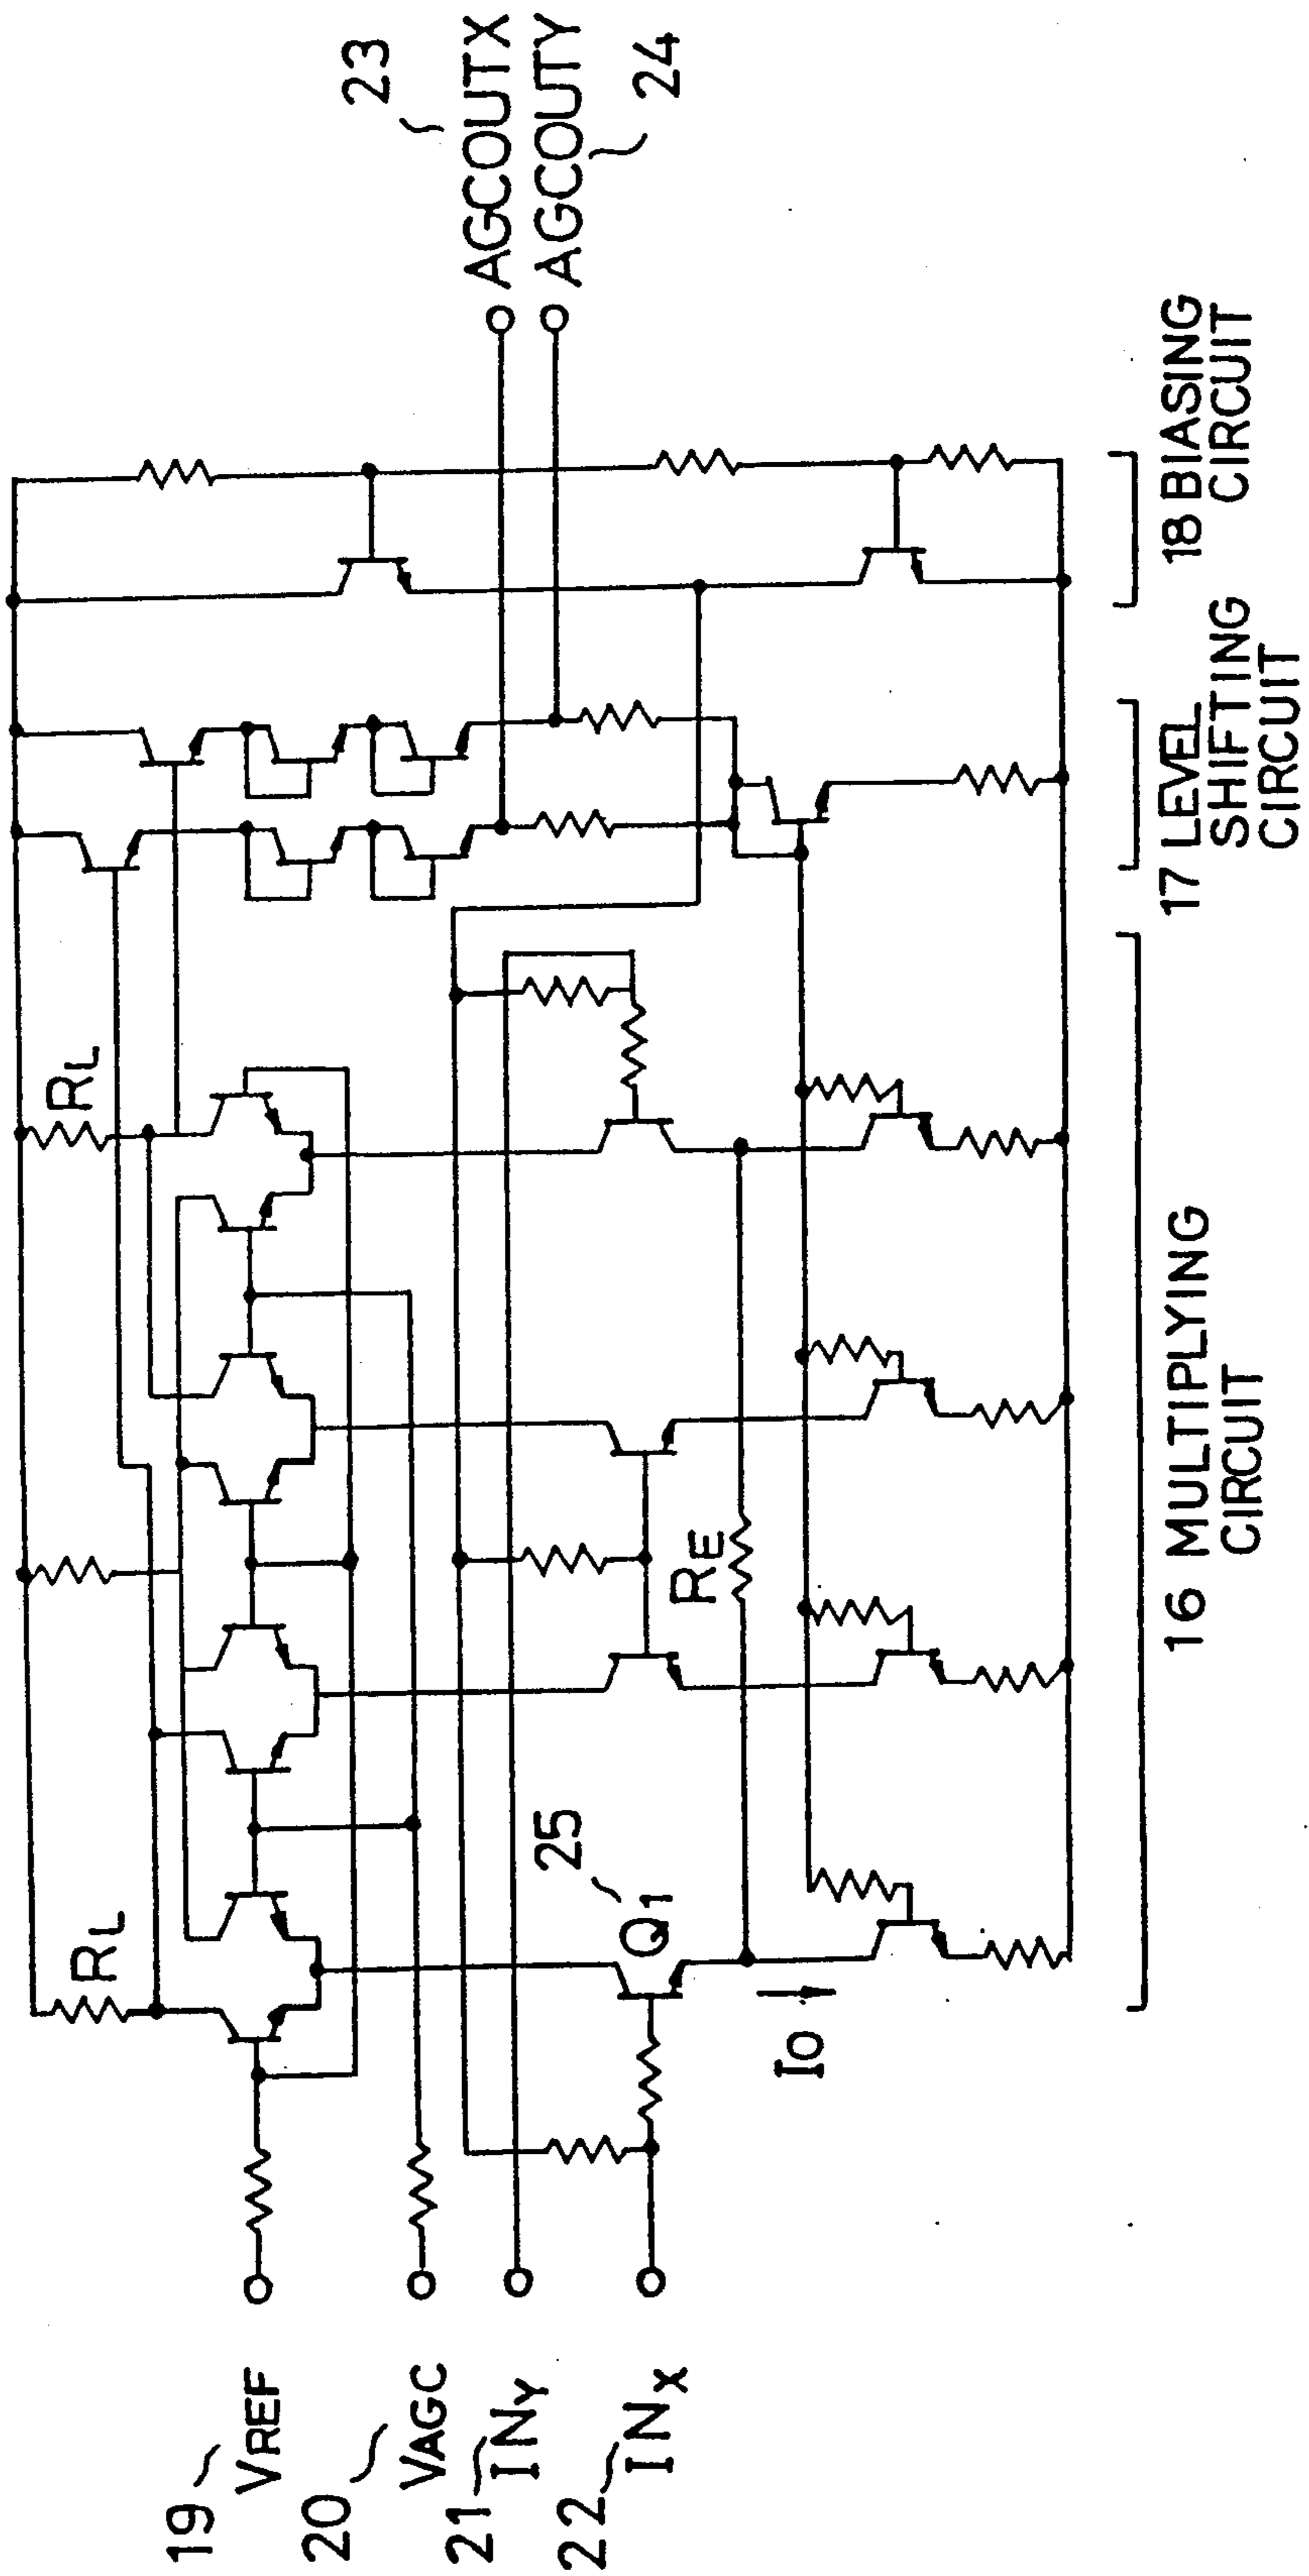 19
VREF
20
VAGC
21
INY
22
INX
RL
RL
25
Q1
IO
RE
23
AGCOUTX
AGCOUTY
24
16 MULTIPLYING
CIRCUIT
17 LEVEL
SHIFTING
CIRCUIT
18 BIASING
CIRCUIT